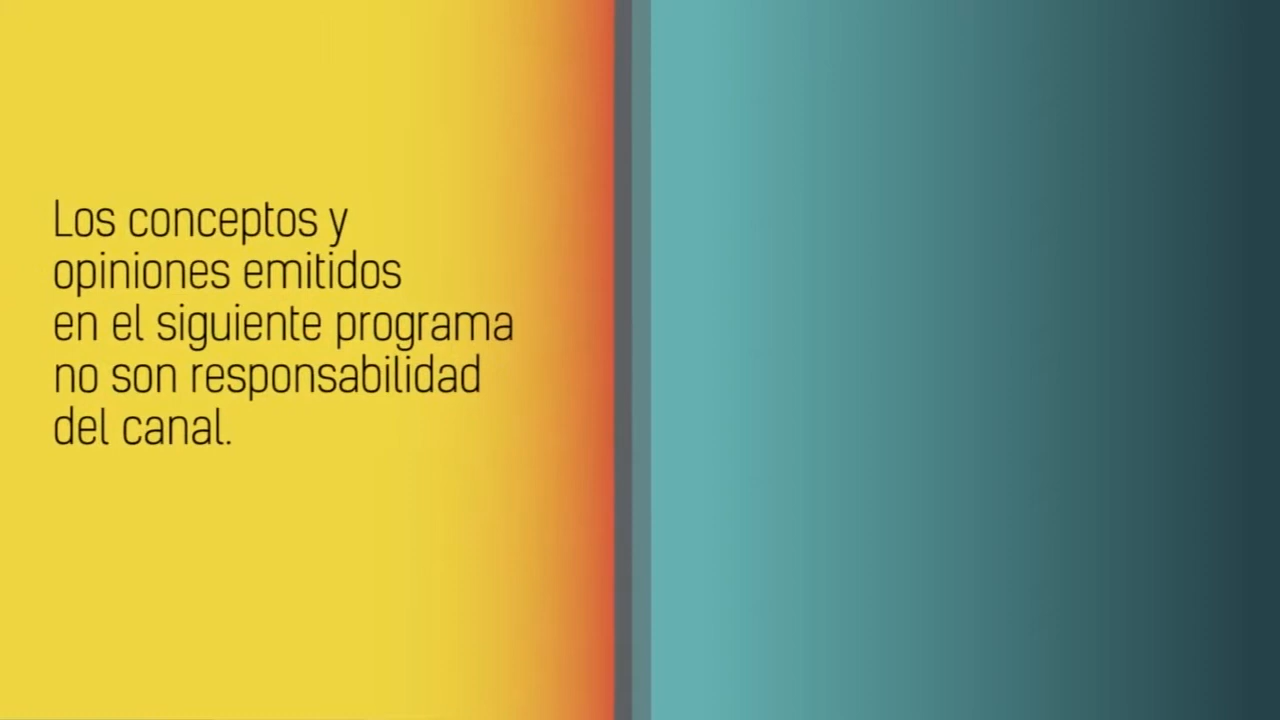 Los conceptos y
opiniones emitidos
en el siguiente programa
no son responsabilidad
del canal.